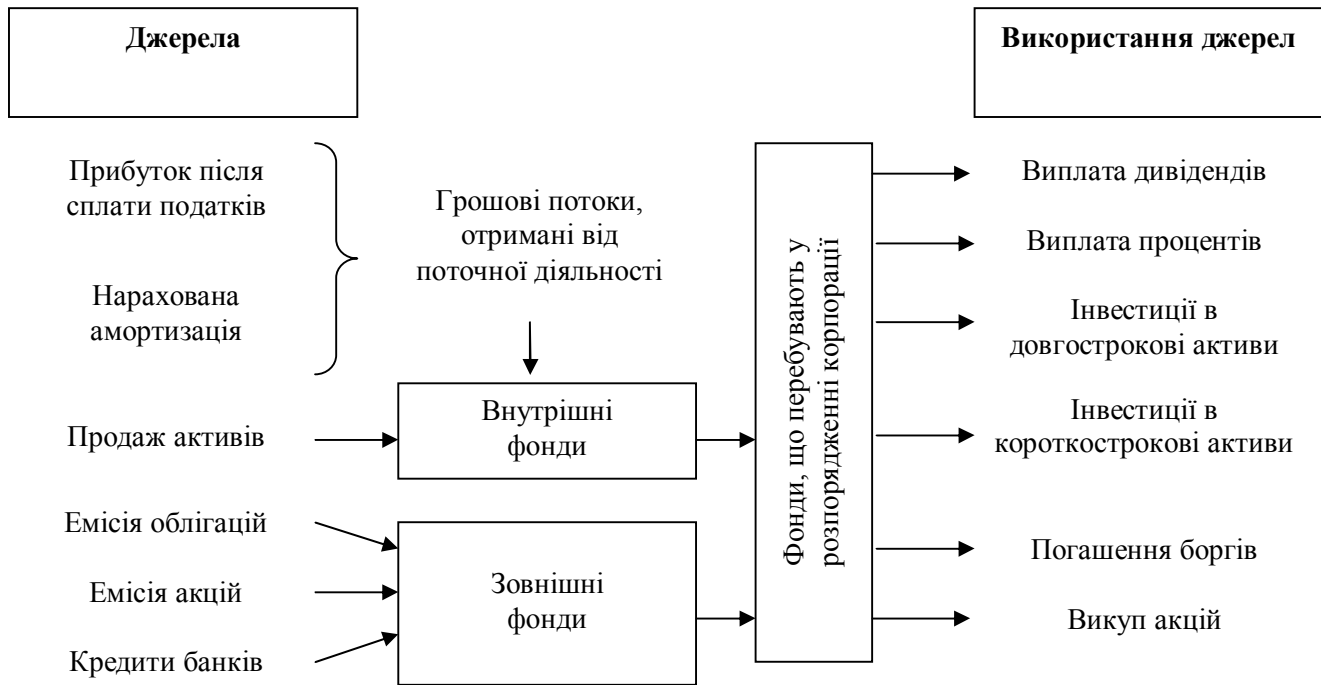 Джерела
Використання джерел
Прибуток після
сплати податків
Нарахована
амортизація
Продаж активів
Емісія облігацій
Емісія акцій
Кредити банків
Грошові потоки,
отримані від
поточної діяльності
Внутрішні
фонди
Зовнішні
фонди
Фонди, що перебувають у
розпорядженні корпорації
Виплата дивідендів
Виплата процентів
Інвестиції в
довгострокові активи
Інвестиції в
короткострокові активи
Погашення боргів
Викуп акцій